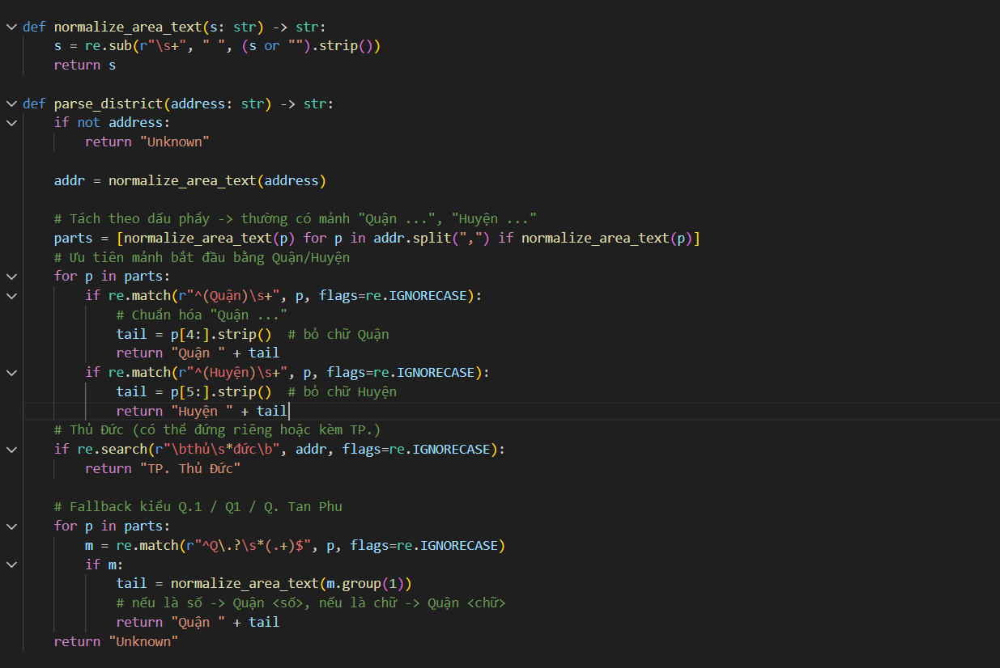 def normalize_area_text(s: str) -> str:
    s = re.sub(r"\s+", " ", (s or "").strip())
    return s

def parse_district(address: str) -> str:
    if not address:
        return "Unknown"

    addr = normalize_area_text(address)

    # Tách theo dấu phẩy -> thường có mảnh "Quận ...", "Huyện ..."
    parts = [normalize_area_text(p) for p in addr.split(",") if normalize_area_text(p)]
    # Ưu tiên mảnh bắt đầu bằng Quận/Huyện
    for p in parts:
        if re.match(r"^(Quận)\s+", p, flags=re.IGNORECASE):
            # Chuẩn hóa "Quận ..."
            tail = p[4:].strip()  # bỏ chữ Quận
            return "Quận " + tail
        if re.match(r"^(Huyện)\s+", p, flags=re.IGNORECASE):
            tail = p[5:].strip()  # bỏ chữ Huyện
            return "Huyện " + tail
    # Thủ Đức (có thể đứng riêng hoặc kèm TP.)
    if re.search(r"\bthủ\s*đức\b", addr, flags=re.IGNORECASE):
        return "TP. Thủ Đức"

    # Fallback kiểu Q.1 / Q1 / Q. Tan Phu
    for p in parts:
        m = re.match(r"^Q\.?\s*(.+)$", p, flags=re.IGNORECASE)
        if m:
            tail = normalize_area_text(m.group(1))
            # nếu là số -> Quận <số>, nếu là chữ -> Quận <chữ>
            return "Quận " + tail
    return "Unknown"